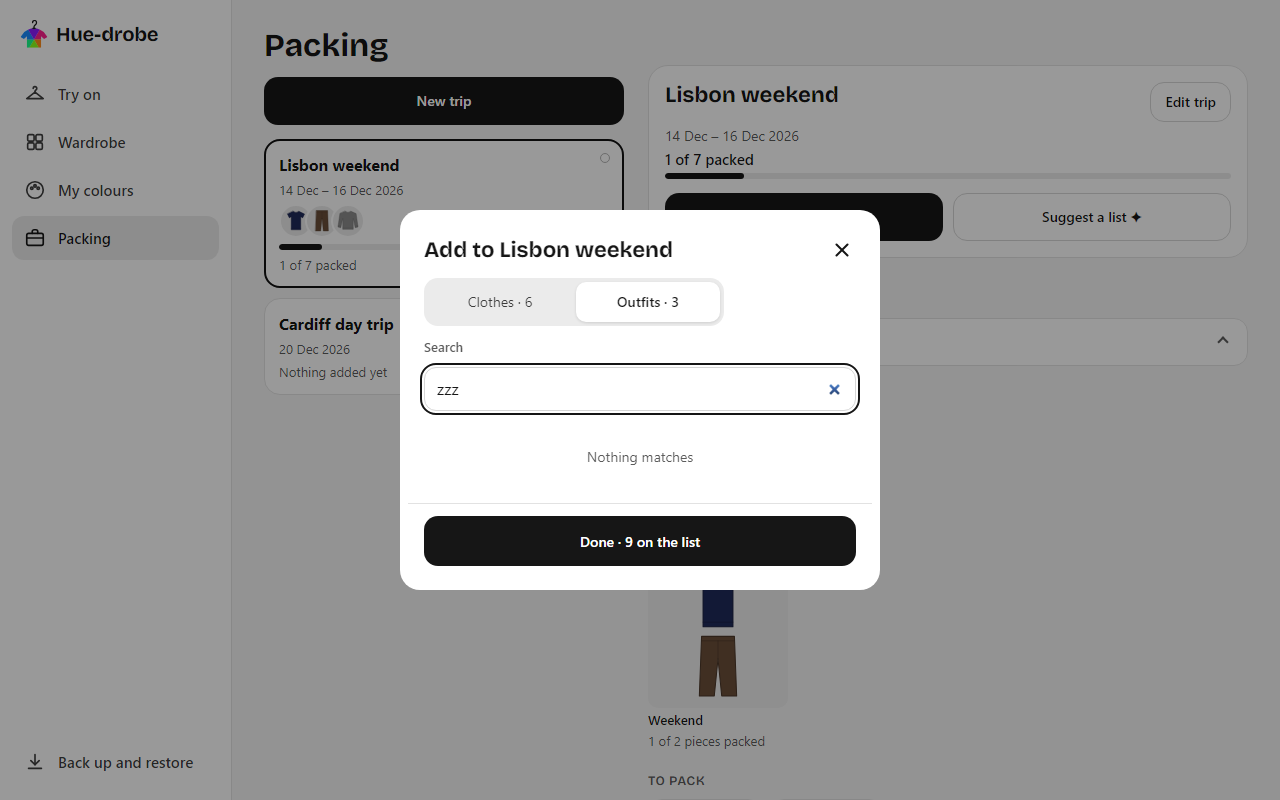 Hue-drobe
Try on
Wardrobe
My colours
Packing
Back up and restore
Packing
New trip
Lisbon weekend
14 Dec – 16 Dec 2026
1 of 7 packed
Cardiff day trip
20 Dec 2026
Nothing added yet
Lisbon weekend
Edit trip
14 Dec – 16 Dec 2026
1 of 7 packed
Suggest a list ✦
Add to Lisbon weekend
Clothes · 6
Outfits · 3
Search
zzz
Nothing matches
Done · 9 on the list
Weekend
1 of 2 pieces packed
TO PACK